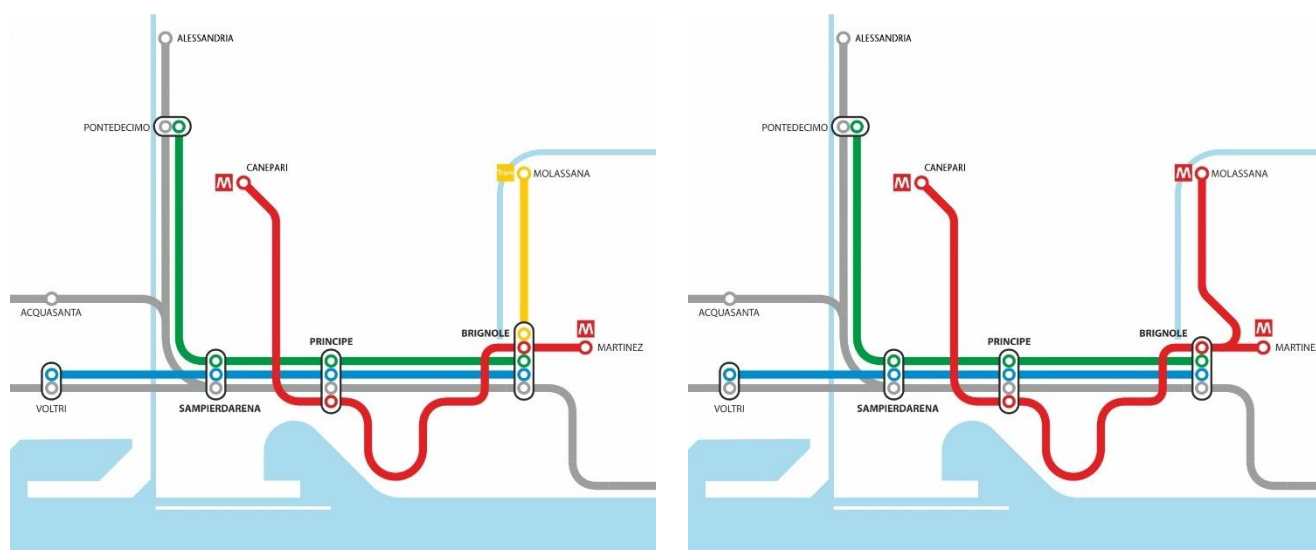 ALESSANDRIA
PONTEDECIMO
M
CANEPARI
Tram
MOLASSANA
ACQUASANTA
PRINCIPE
BRIGNOLE
M
MARTINEZ
VOLTRI
SAMPIERDARENA
ALESSANDRIA
PONTEDECIMO
M
CANEPARI
M
MOLASSANA
ACQUASANTA
PRINCIPE
BRIGNOLE
M
MARTINEZ
VOLTRI
SAMPIERDARENA